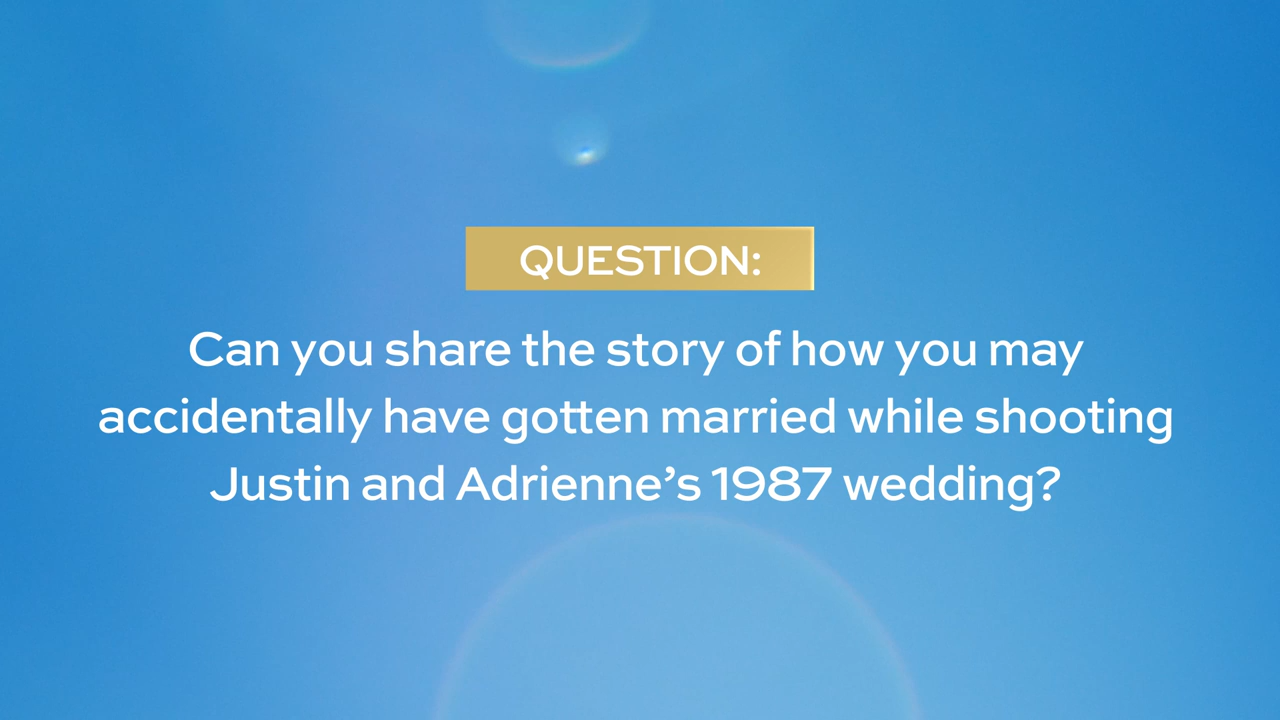 QUESTION:
Can you share the story of how you may
accidentally have gotten married while shooting
Justin and Adrienne’s 1987 wedding?